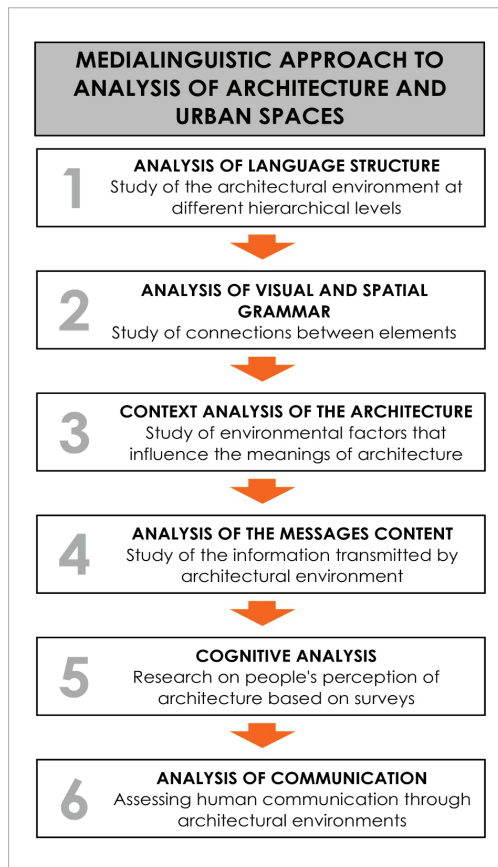 MEDIALINGUISTIC APPROACH TO
ANALYSIS OF ARCHITECTURE AND
URBAN SPACES
1
ANALYSIS OF LANGUAGE STRUCTURE
Study of the architectural environment at
different hierarchical levels
2
ANALYSIS OF VISUAL AND SPATIAL
GRAMMAR
Study of connections between elements
3
CONTEXT ANALYSIS OF THE ARCHITECTURE
Study of environmental factors that
influence the meanings of architecture
4
ANALYSIS OF THE MESSAGES CONTENT
Study of the information transmitted by
architectural environment
5
COGNITIVE ANALYSIS
Research on people's perception of
architecture based on surveys
6
ANALYSIS OF COMMUNICATION
Assessing human communication through
architectural environments